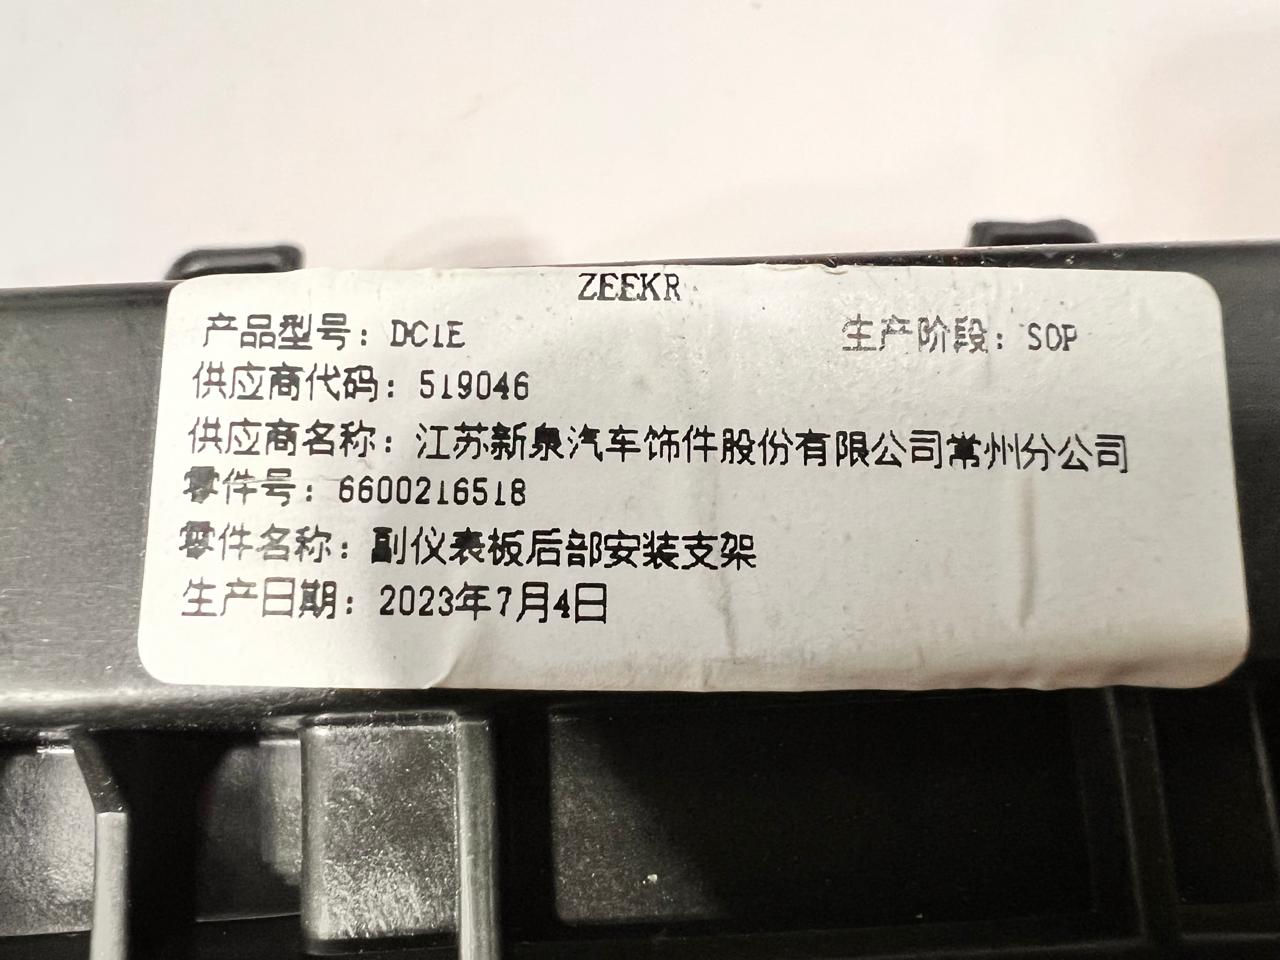 ZEEKR
产品型号：DC1E 生产阶段：SOP
供应商代码：519046
供应商名称：江苏新泉汽车饰件股份有限公司常州分公司
零件号：6600216518
零件名称：副仪表板后部安装支架
生产日期：2023年7月4日